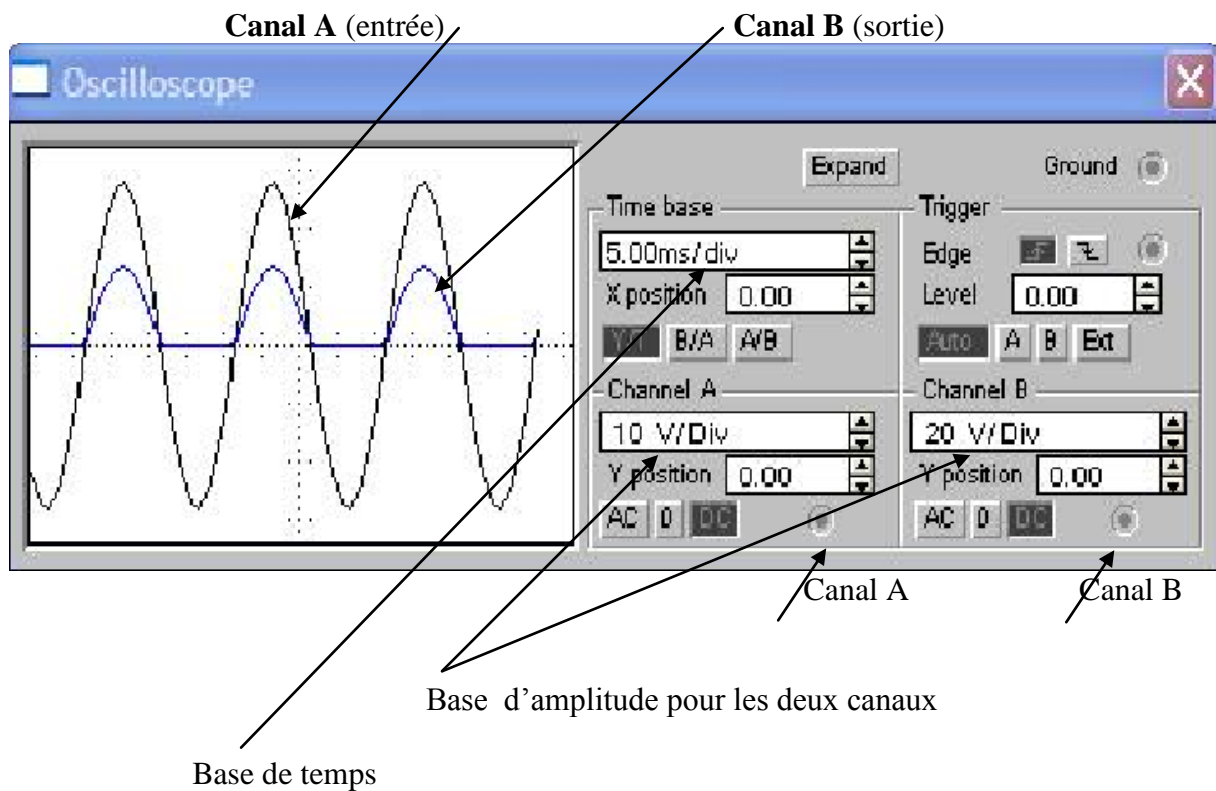 Canal A (entrée) Canal B (sortie)
Oscilloscope
Expand Ground
Time base
5.00ms/div
X position 0.00
Y/T B/A A/B
Trigger
Edge
Level 0.00
Auto A B Ext
Channel A
10 V/Div
Y position 0.00
AC 0 DC
Channel B
20 V/Div
Y position 0.00
AC 0 DC
Canal A Canal B
Base d’amplitude pour les deux canaux
Base de temps